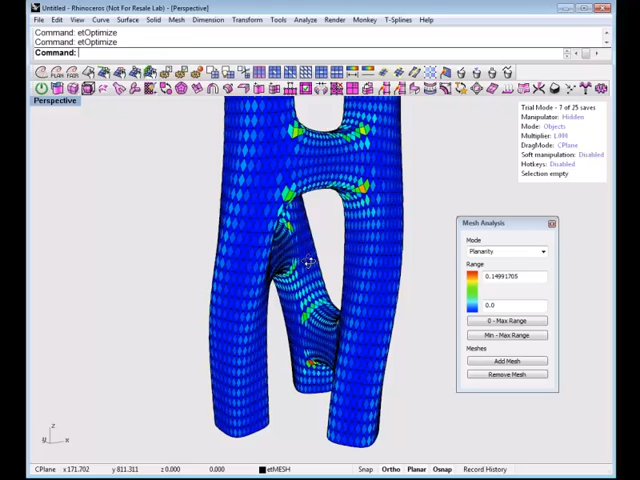 Untitled - Rhinoceros (Not For Resale Lab) - [Perspective]
File Edit View Curve Surface Solid Mesh Dimension Transform Tools Analyze Render Monkey T-Splines Help
Command: etOptimize
Command: etOptimize
Command:
Perspective
Trial Mode - 7 of 25 saves
Manipulator: Hidden
Mode: Objects
Multiplier: 1.000
DragMode: CPlane
Soft manipulation: Disabled
Hotkeys: Disabled
Selection empty
Mesh Analysis
Mode
Planarity
Range
0.14991705
0.0
0 - Max Range
Min - Max Range
Meshes
Add Mesh
Remove Mesh
z
y x
CPlane x 171.702 y 811.311 z 0.000 0.000 etMESH Snap Ortho Planar Osnap Record History